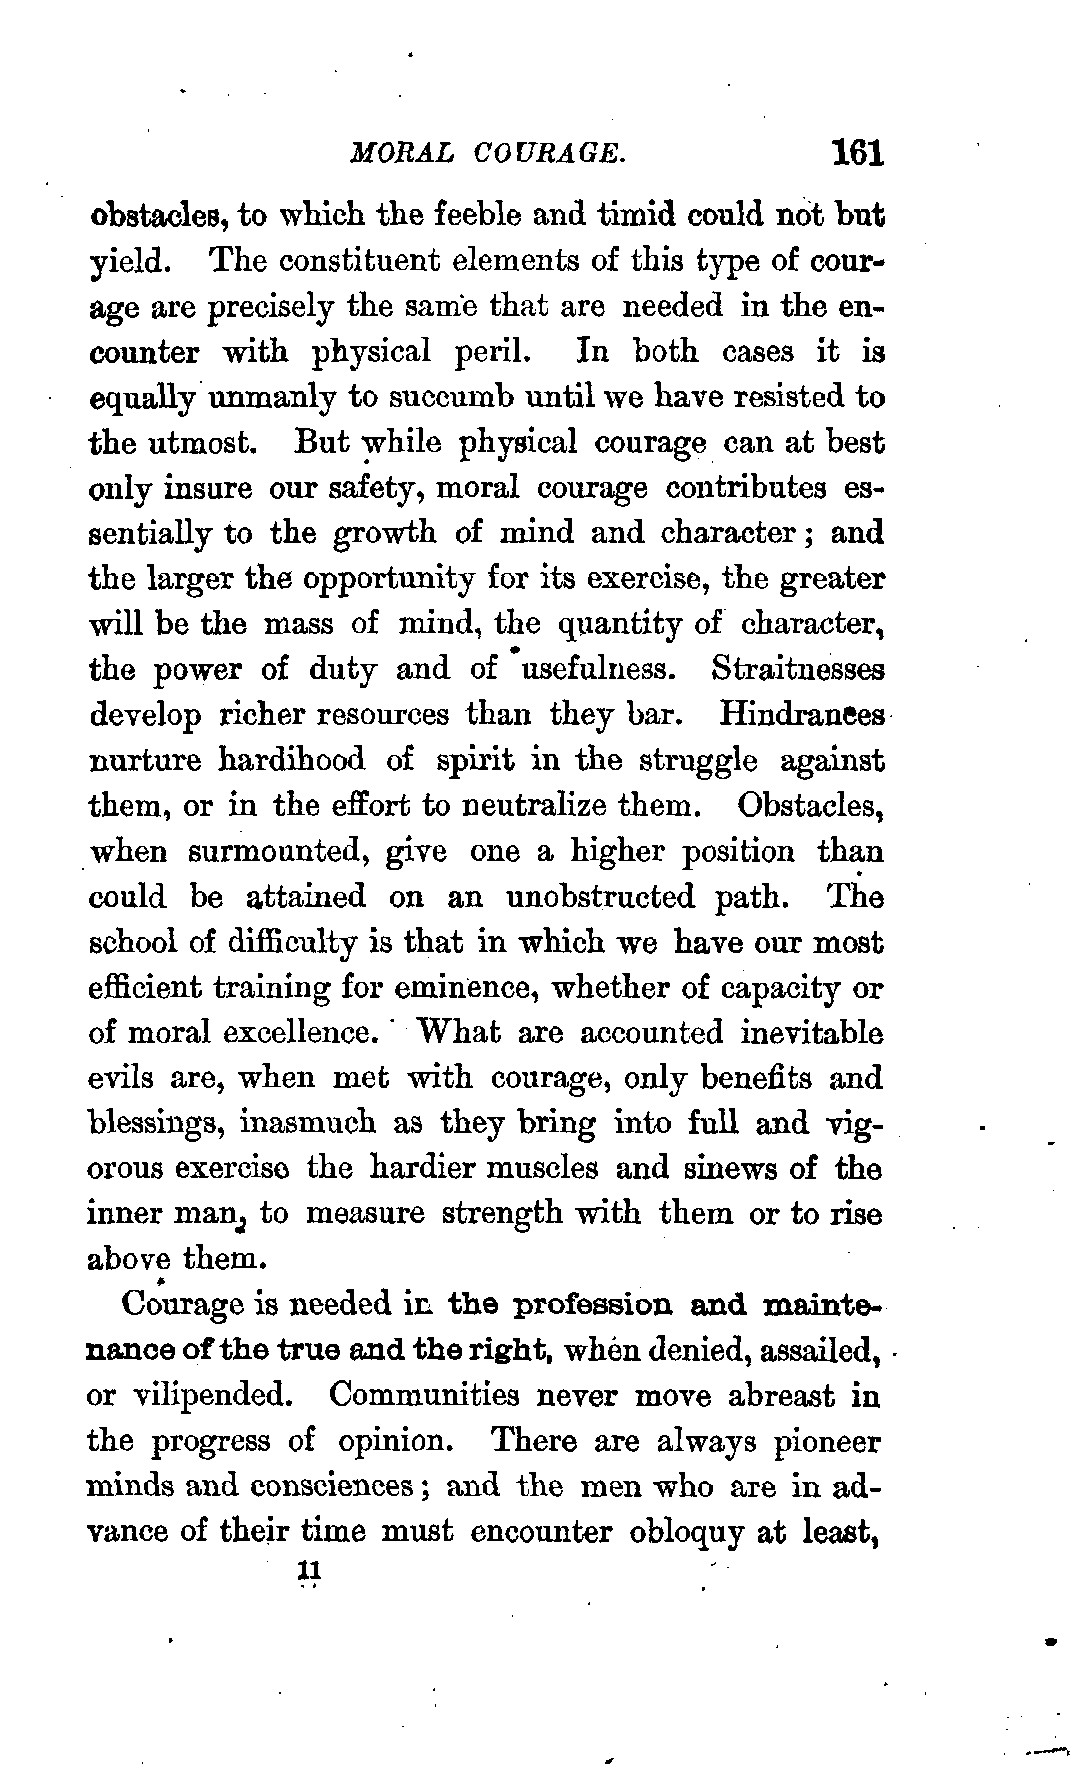 MORAL COURAGE. 161
obstacles, to which the feeble and timid could not but
yield. The constituent elements of this type of cour-
age are precisely the same that are needed in the en-
counter with physical peril. In both cases it is
equally unmanly to succumb until we have resisted to
the utmost. But while physical courage can at best
only insure our safety, moral courage contributes es-
sentially to the growth of mind and character; and
the larger the opportunity for its exercise, the greater
will be the mass of mind, the quantity of character,
the power of duty and of usefulness. Straitnesses
develop richer resources than they bar. Hindrances
nurture hardihood of spirit in the struggle against
them, or in the effort to neutralize them. Obstacles,
when surmounted, give one a higher position than
could be attained on an unobstructed path. The
school of difficulty is that in which we have our most
efficient training for eminence, whether of capacity or
of moral excellence. What are accounted inevitable
evils are, when met with courage, only benefits and
blessings, inasmuch as they bring into full and vig-
orous exercise the hardier muscles and sinews of the
inner man, to measure strength with them or to rise
above them.
Courage is needed in the profession and mainte-
nance of the true and the right, when denied, assailed,
or vilipended. Communities never move abreast in
the progress of opinion. There are always pioneer
minds and consciences; and the men who are in ad-
vance of their time must encounter obloquy at least,
11